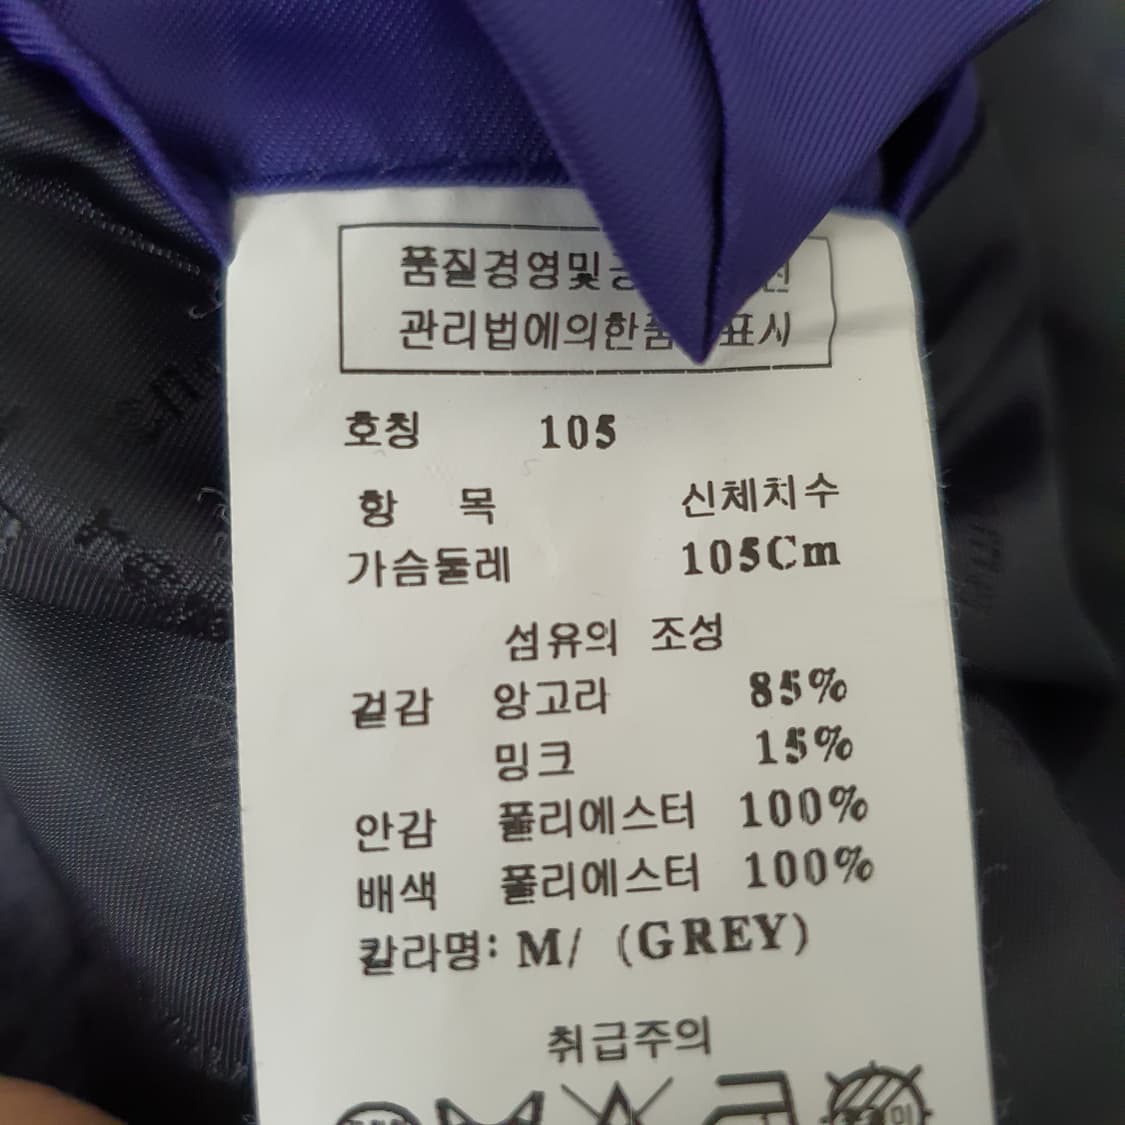 품질경영및
관리법에의한품 표시
호칭 105
항 목 신체치수
가슴둘레 105Cm
섬유의 조성
겉감 앙고라 85%
밍크 15%
안감 폴리에스터 100%
배색 폴리에스터 100%
칼라명: M/ (GREY)
취급주의